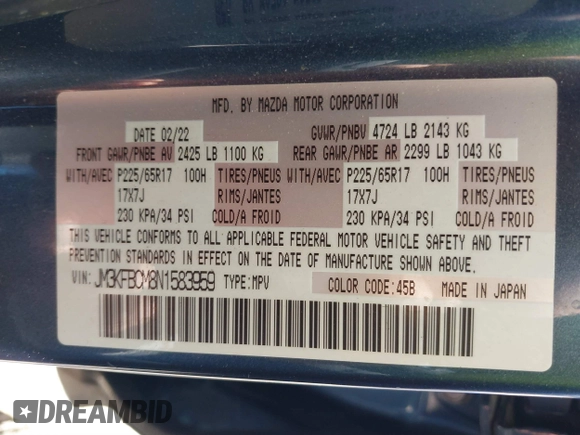 MFD. BY MAZDA MOTOR CORPORATION
DATE 02/22 GVWR/PNBV 4724 LB 2143 KG
FRONT GAWR/PNBE AV 2425 LB 1100 KG REAR GAWR/PNBE AR 2299 LB 1043 KG
WITH/AVEC P225/65R17 100H TIRES/PNEUS WITH/AVEC P225/65R17 100H TIRES/PNEUS
17X7J RIMS/JANTES 17X7J RIMS/JANTES
230 KPA/34 PSI COLD/A FROID 230 KPA/34 PSI COLD/A FROID
THIS VEHICLE CONFORMS TO ALL APPLICABLE FEDERAL MOTOR VEHICLE SAFETY AND THEFT
PREVENTION STANDARDS IN EFFECT ON THE DATE OF MANUFACTURE SHOWN ABOVE.
VIN: JM3KFBCM8N1583959 TYPE:MPV COLOR CODE:45B MADE IN JAPAN
DREAMBID